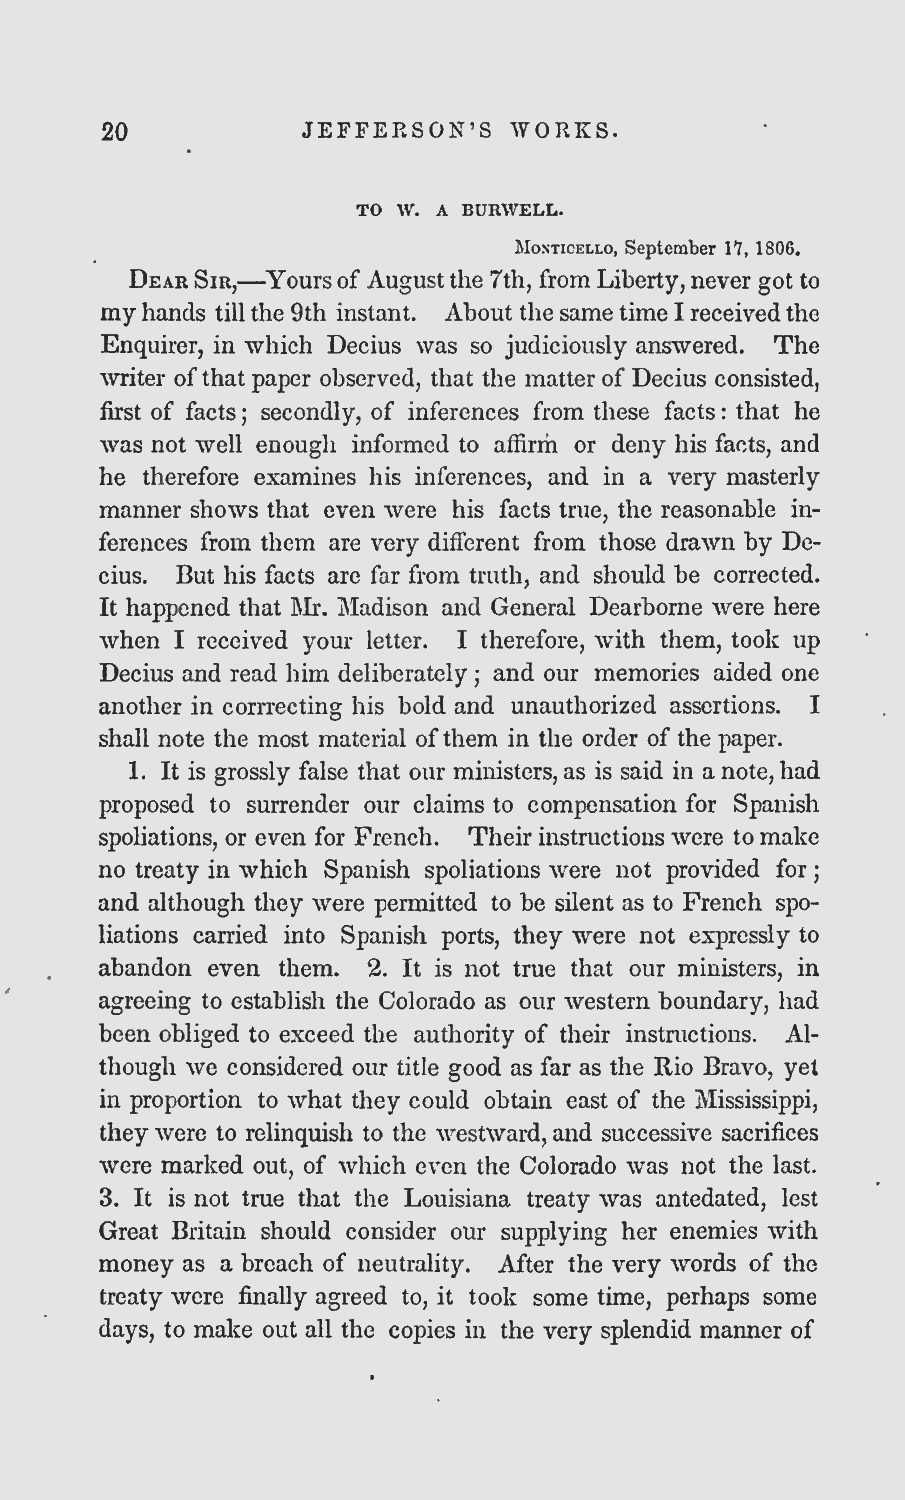 20 JEFFERSON'S WORKS.
TO W. A BURWELL.
MONTICELLO, September 17, 1806.
DEAR SIR,—Yours of August the 7th, from Liberty, never got to
my hands till the 9th instant. About the same time I received the
Enquirer, in which Decius was so judiciously answered. The
writer of that paper observed, that the matter of Decius consisted,
first of facts; secondly, of inferences from these facts: that he
was not well enough informed to affirm or deny his facts, and
he therefore examines his inferences, and in a very masterly
manner shows that even were his facts true, the reasonable in-
ferences from them are very different from those drawn by De-
cius. But his facts are far from truth, and should be corrected.
It happened that Mr. Madison and General Dearborne were here
when I received your letter. I therefore, with them, took up
Decius and read him deliberately; and our memories aided one
another in corrrecting his bold and unauthorized assertions. I
shall note the most material of them in the order of the paper.
1. It is grossly false that our ministers, as is said in a note, had
proposed to surrender our claims to compensation for Spanish
spoliations, or even for French. Their instructions were to make
no treaty in which Spanish spoliations were not provided for;
and although they were permitted to be silent as to French spo-
liations carried into Spanish ports, they were not expressly to
abandon even them. 2. It is not true that our ministers, in
agreeing to establish the Colorado as our western boundary, had
been obliged to exceed the authority of their instructions. Al-
though we considered our title good as far as the Rio Bravo, yet
in proportion to what they could obtain east of the Mississippi,
they were to relinquish to the westward, and successive sacrifices
were marked out, of which even the Colorado was not the last.
3. It is not true that the Louisiana treaty was antedated, lest
Great Britain should consider our supplying her enemies with
money as a breach of neutrality. After the very words of the
treaty were finally agreed to, it took some time, perhaps some
days, to make out all the copies in the very splendid manner of